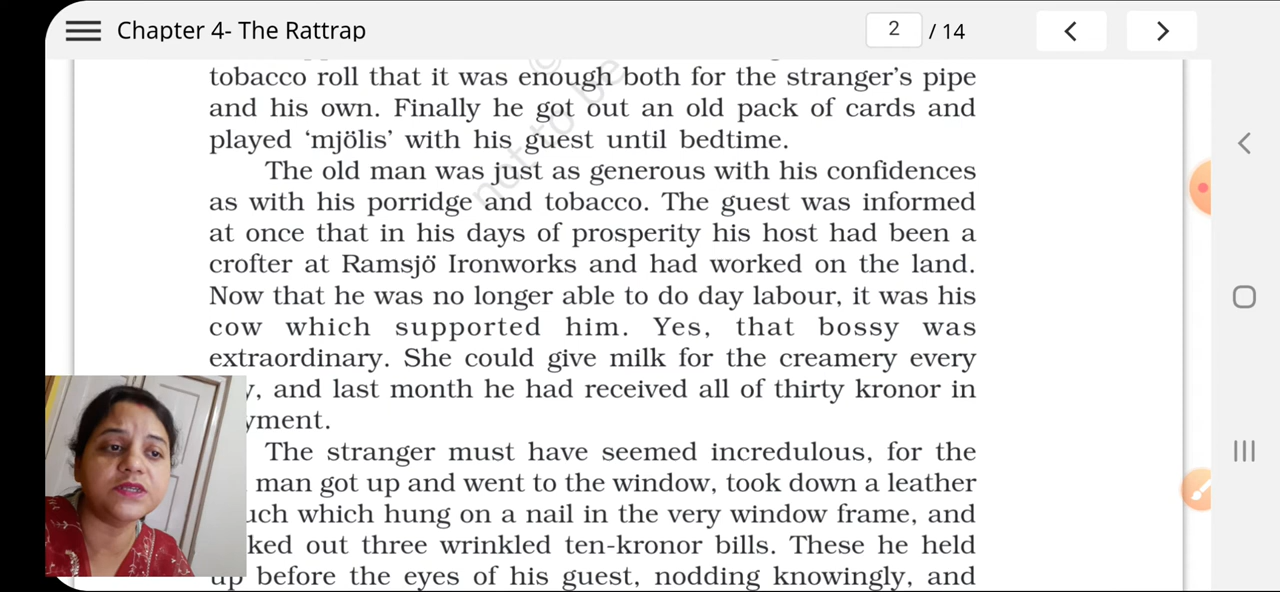 Chapter 4- The Rattrap
2 / 14
tobacco roll that it was enough both for the stranger's pipe
and his own. Finally he got out an old pack of cards and
played 'mjölis' with his guest until bedtime.
The old man was just as generous with his confidences
as with his porridge and tobacco. The guest was informed
at once that in his days of prosperity his host had been a
crofter at Ramsjö Ironworks and had worked on the land.
Now that he was no longer able to do day labour, it was his
cow which supported him. Yes, that bossy was
extraordinary. She could give milk for the creamery every
y, and last month he had received all of thirty kronor in
yment.
The stranger must have seemed incredulous, for the
man got up and went to the window, took down a leather
uch which hung on a nail in the very window frame, and
ked out three wrinkled ten-kronor bills. These he held
up before the eyes of his guest, nodding knowingly, and
© not to be